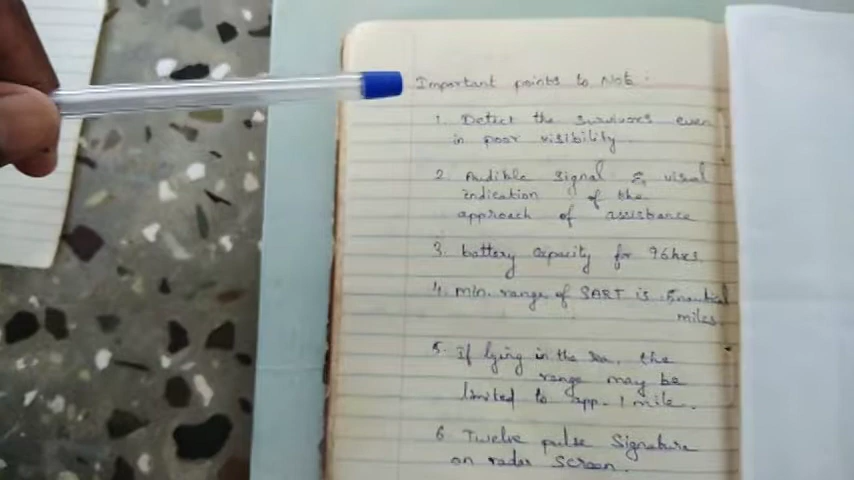 Important points to Note:
1. Detect the survivors even
in poor visibility.
2. Audible signal & visual
indication of the
approach of assistance
3. battery capacity for 96hrs
4. Min. range of SART is 5nautical
miles.
5. If lying in the sea, the
range may be
limited to app. 1 mile.
6 Twelve pulse Signature
on radar screen.